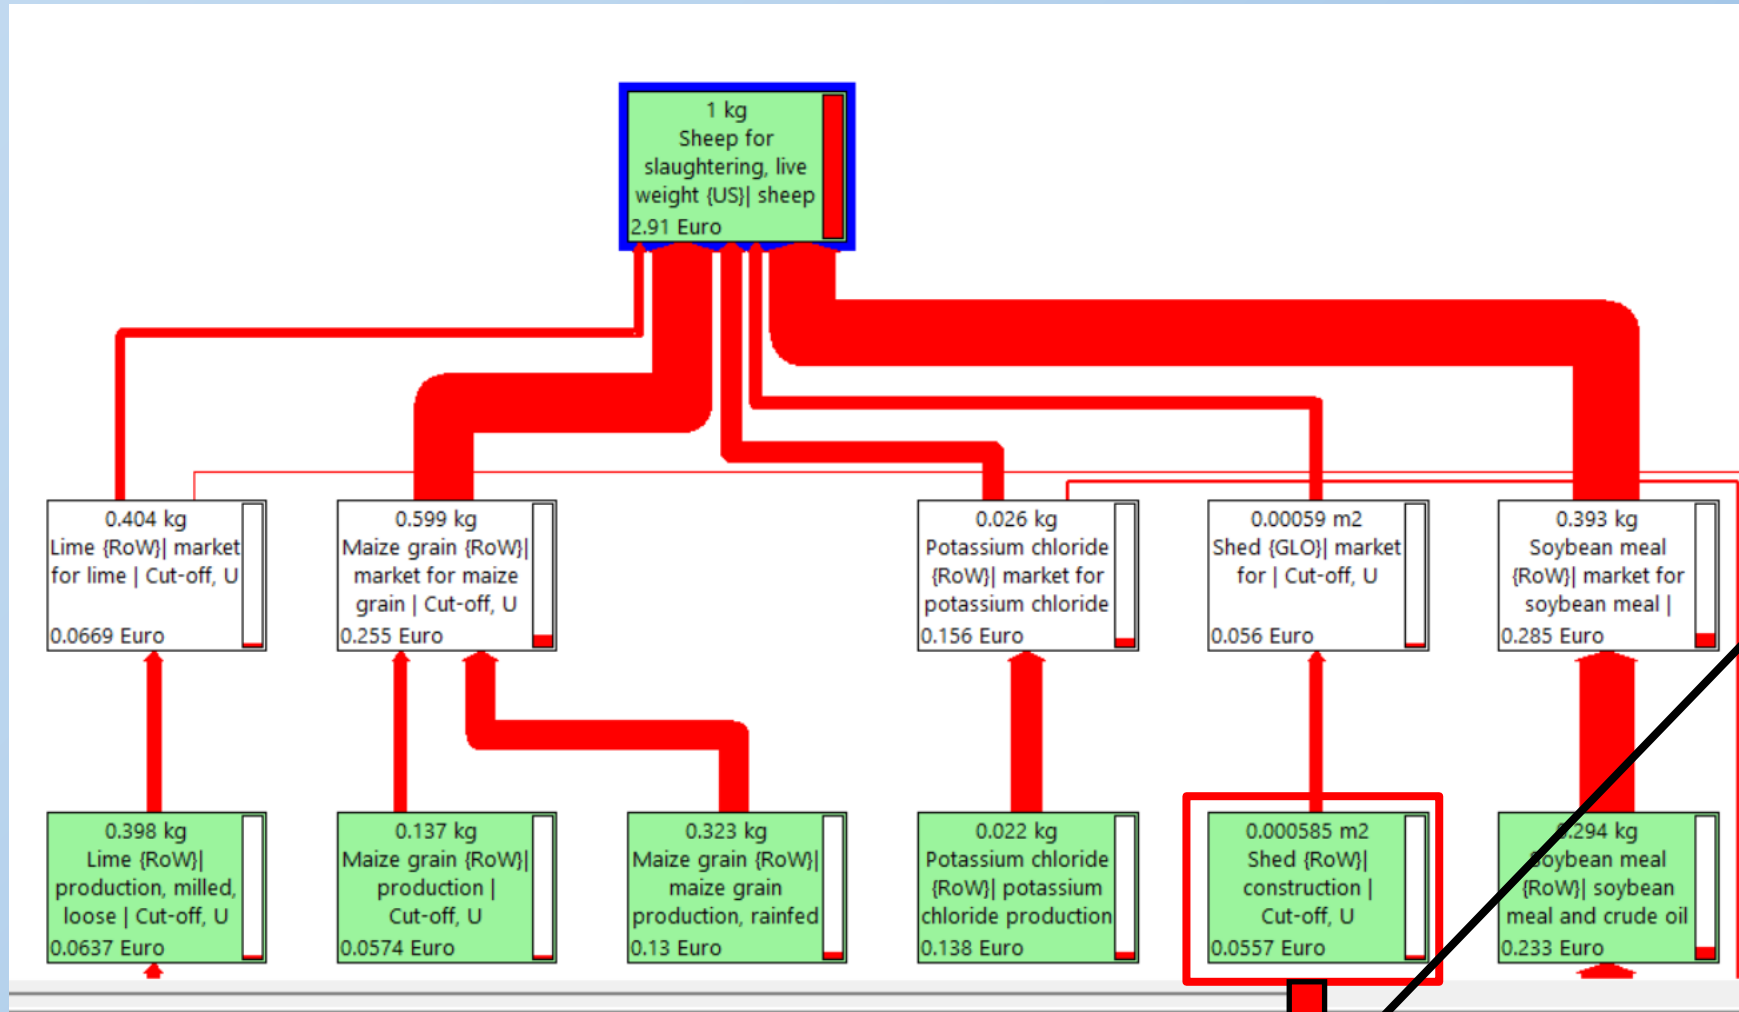 1 kg
Sheep for
slaughtering, live
weight {US}| sheep
2.91 Euro
0.404 kg
Lime {RoW}| market
for lime | Cut-off, U
0.0669 Euro
0.599 kg
Maize grain {RoW}|
market for maize
grain | Cut-off, U
0.255 Euro
0.026 kg
Potassium chloride
{RoW}| market for
potassium chloride
0.156 Euro
0.00059 m2
Shed {GLO}| market
for | Cut-off, U
0.056 Euro
0.393 kg
Soybean meal
{RoW}| market for
soybean meal |
0.285 Euro
0.398 kg
Lime {RoW}|
production, milled,
loose | Cut-off, U
0.0637 Euro
0.137 kg
Maize grain {RoW}|
production |
Cut-off, U
0.0574 Euro
0.323 kg
Maize grain {RoW}|
maize grain
production, rainfed
0.13 Euro
0.022 kg
Potassium chloride
{RoW}| potassium
chloride production
0.138 Euro
0.000585 m2
Shed {RoW}|
construction |
Cut-off, U
0.0557 Euro
0.294 kg
Soybean meal
{RoW}| soybean
meal and crude oil
0.233 Euro